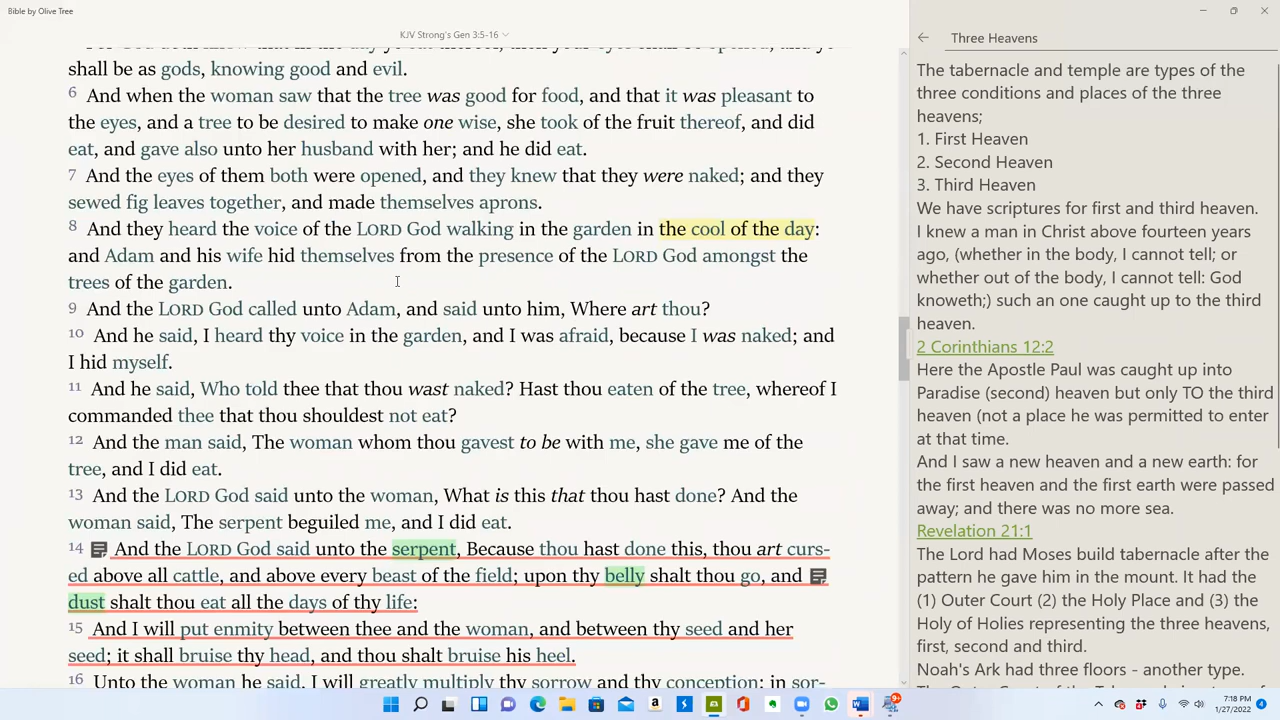 Bible by Olive Tree
KJV Strong's Gen 3:5-16
shall be as gods, knowing good and evil.
6 And when the woman saw that the tree was good for food, and that it was pleasant to
the eyes, and a tree to be desired to make one wise, she took of the fruit thereof, and did
eat, and gave also unto her husband with her; and he did eat.
7 And the eyes of them both were opened, and they knew that they were naked; and they
sewed fig leaves together, and made themselves aprons.
8 And they heard the voice of the LORD God walking in the garden in the cool of the day:
and Adam and his wife hid themselves from the presence of the LORD God amongst the
trees of the garden.
9 And the LORD God called unto Adam, and said unto him, Where art thou?
10 And he said, I heard thy voice in the garden, and I was afraid, because I was naked; and
I hid myself.
11 And he said, Who told thee that thou wast naked? Hast thou eaten of the tree, whereof I
commanded thee that thou shouldest not eat?
12 And the man said, The woman whom thou gavest to be with me, she gave me of the
tree, and I did eat.
13 And the LORD God said unto the woman, What is this that thou hast done? And the
woman said, The serpent beguiled me, and I did eat.
14 And the LORD God said unto the serpent, Because thou hast done this, thou art curs-
ed above all cattle, and above every beast of the field; upon thy belly shalt thou go, and
dust shalt thou eat all the days of thy life:
15 And I will put enmity between thee and the woman, and between thy seed and her
seed; it shall bruise thy head, and thou shalt bruise his heel.
16 Unto the woman he said, I will greatly multiply thy sorrow and thy conception; in sor-
Three Heavens
The tabernacle and temple are types of the
three conditions and places of the three
heavens;
1. First Heaven
2. Second Heaven
3. Third Heaven
We have scriptures for first and third heaven.
I knew a man in Christ above fourteen years
ago, (whether in the body, I cannot tell; or
whether out of the body, I cannot tell: God
knoweth;) such an one caught up to the third
heaven.
2 Corinthians 12:2
Here the Apostle Paul was caught up into
Paradise (second) heaven but only TO the third
heaven (not a place he was permitted to enter
at that time.
And I saw a new heaven and a new earth: for
the first heaven and the first earth were passed
away; and there was no more sea.
Revelation 21:1
The Lord had Moses build tabernacle after the
pattern he gave him in the mount. It had the
(1) Outer Court (2) the Holy Place and (3) the
Holy of Holies representing the three heavens,
first, second and third.
Noah's Ark had three floors - another type.
7:18 PM
1/27/2022